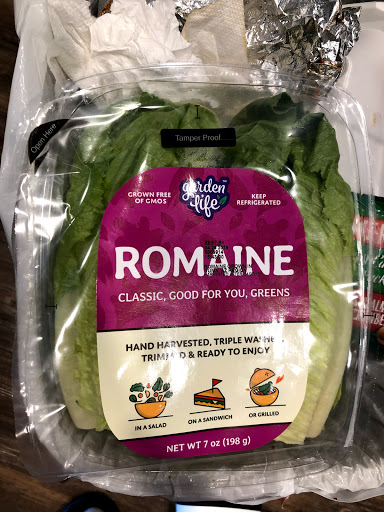 Open Here
Tamper Proof
garden
life
GROWN FREE
OF GMOS
KEEP
REFRIGERATED
ROMAINE
CLASSIC, GOOD FOR YOU, GREENS
HAND HARVESTED, TRIPLE WASHED,
TRIMMED & READY TO ENJOY
IN A SALAD
ON A SANDWICH
OR GRILLED
NET WT 7 oz (198 g)